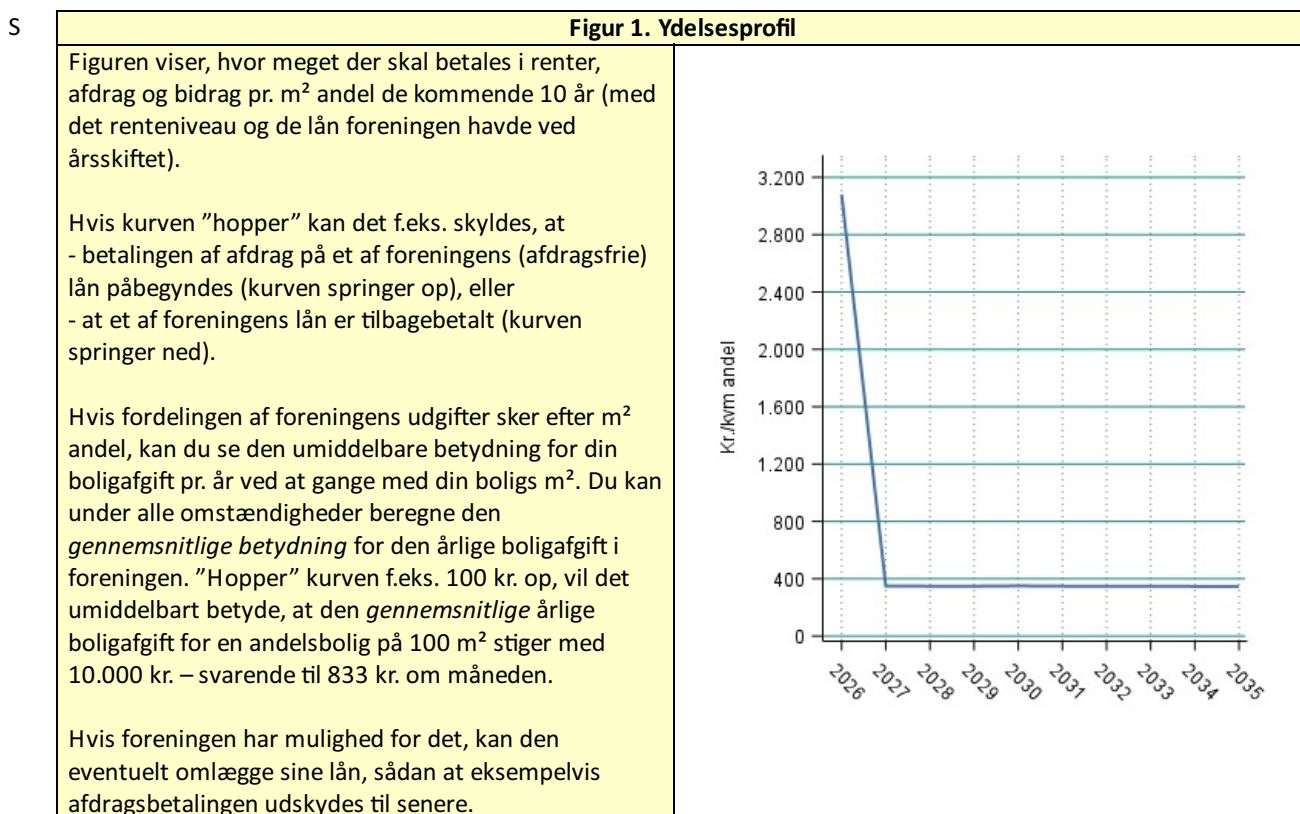 S
Figur 1. Ydelsesprofil
Figuren viser, hvor meget der skal betales i renter,
afdrag og bidrag pr. m² andel de kommende 10 år (med
det renteniveau og de lån foreningen havde ved
årsskiftet).
Hvis kurven ”hopper” kan det f.eks. skyldes, at
- betalingen af afdrag på et af foreningens (afdragsfrie)
lån påbegyndes (kurven springer op), eller
- at et af foreningens lån er tilbagebetalt (kurven
springer ned).
Hvis fordelingen af foreningens udgifter sker efter m²
andel, kan du se den umiddelbare betydning for din
boligafgift pr. år ved at gange med din boligs m². Du kan
under alle omstændigheder beregne den
gennemsnitlige betydning for den årlige boligafgift i
foreningen. ”Hopper” kurven f.eks. 100 kr. op, vil det
umiddelbart betyde, at den gennemsnitlige årlige
boligafgift for en andelsbolig på 100 m² stiger med
10.000 kr. – svarende til 833 kr. om måneden.
Hvis foreningen har mulighed for det, kan den
eventuelt omlægge sine lån, sådan at eksempelvis
afdragsbetalingen udskydes til senere.
Kr./kvm andel
3.200
2.800
2.400
2.000
1.600
1.200
800
400
0
2026
2027
2028
2029
2030
2031
2032
2033
2034
2035